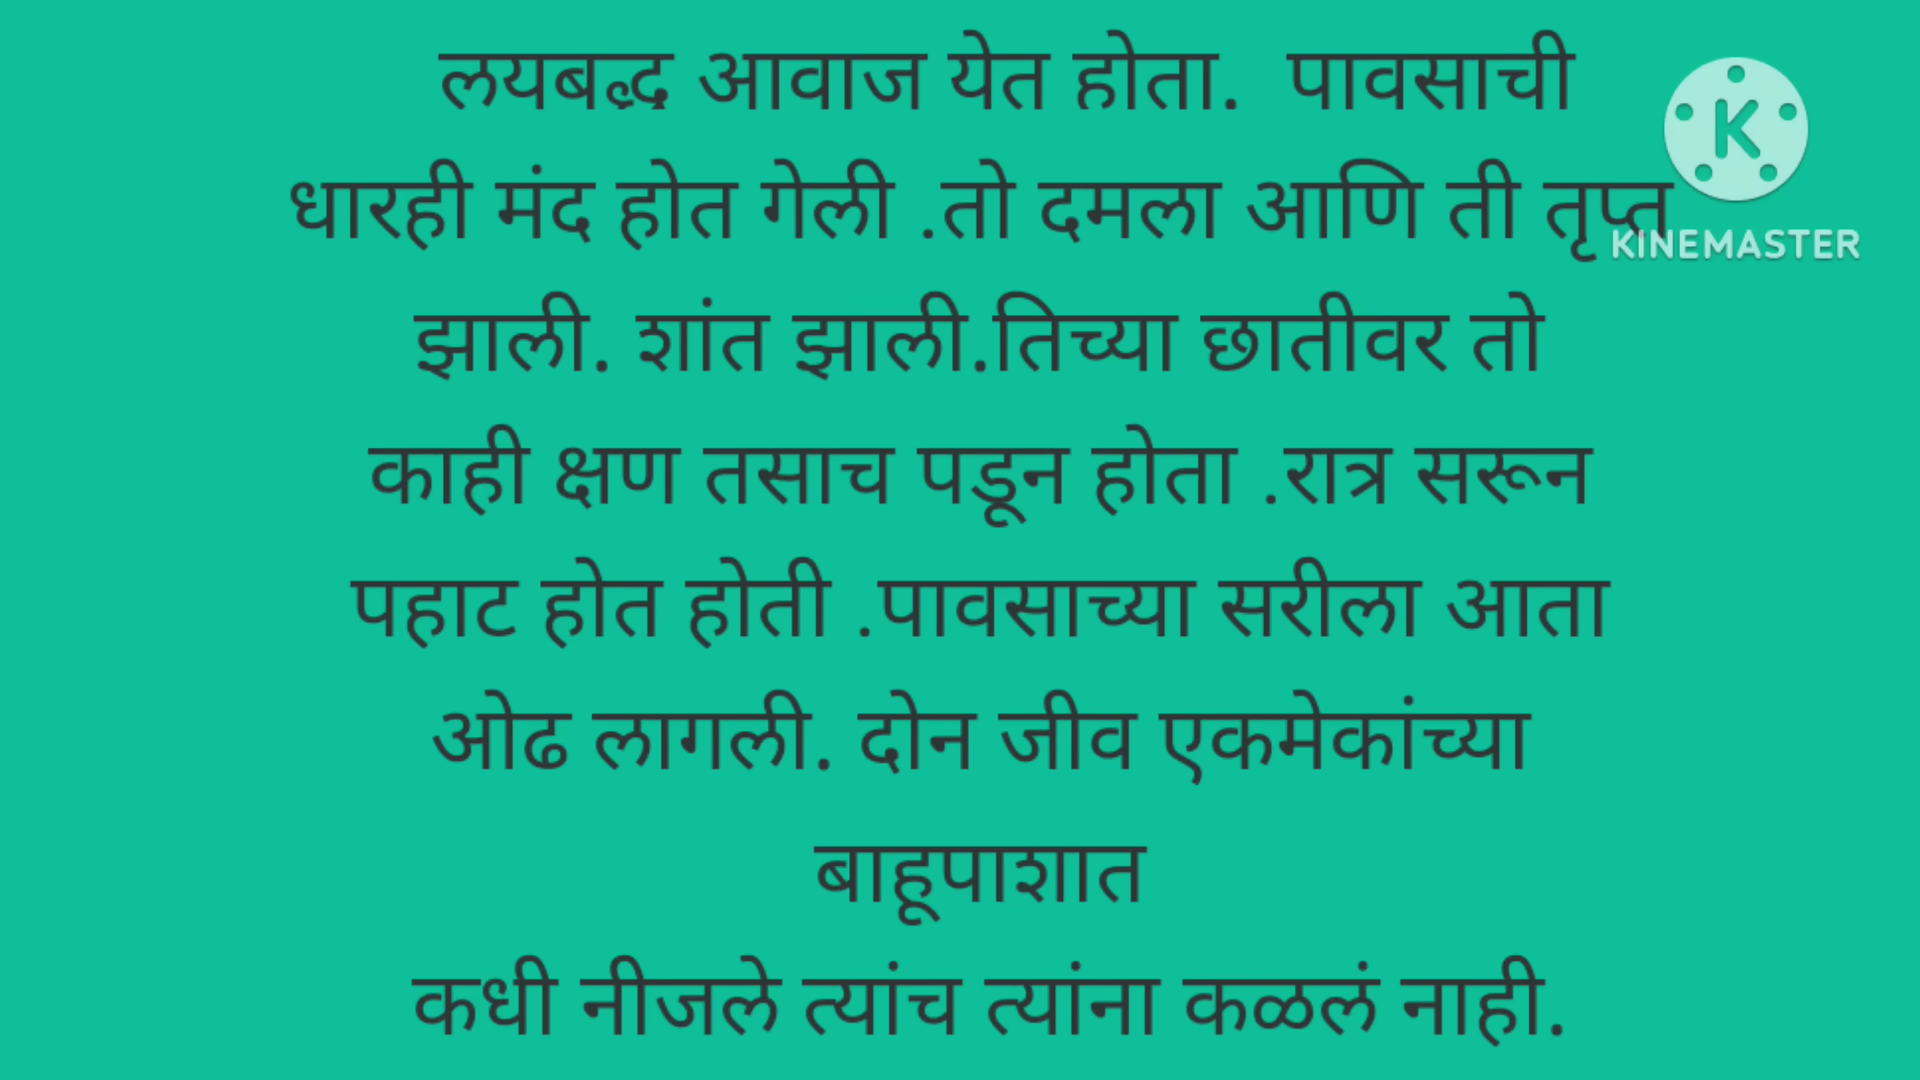 लयबद्ध आवाज येत होता. पावसाची
धारही मंद होत गेली .तो दमला आणि ती तृप्त
झाली. शांत झाली.तिच्या छातीवर तो
काही क्षण तसाच पडून होता .रात्र सरून
पहाट होत होती .पावसाच्या सरीला आता
ओढ लागली. दोन जीव एकमेकांच्या
बाहूपाशात
कधी नीजले त्यांच त्यांना कळलं नाही.
K
KINEMASTER